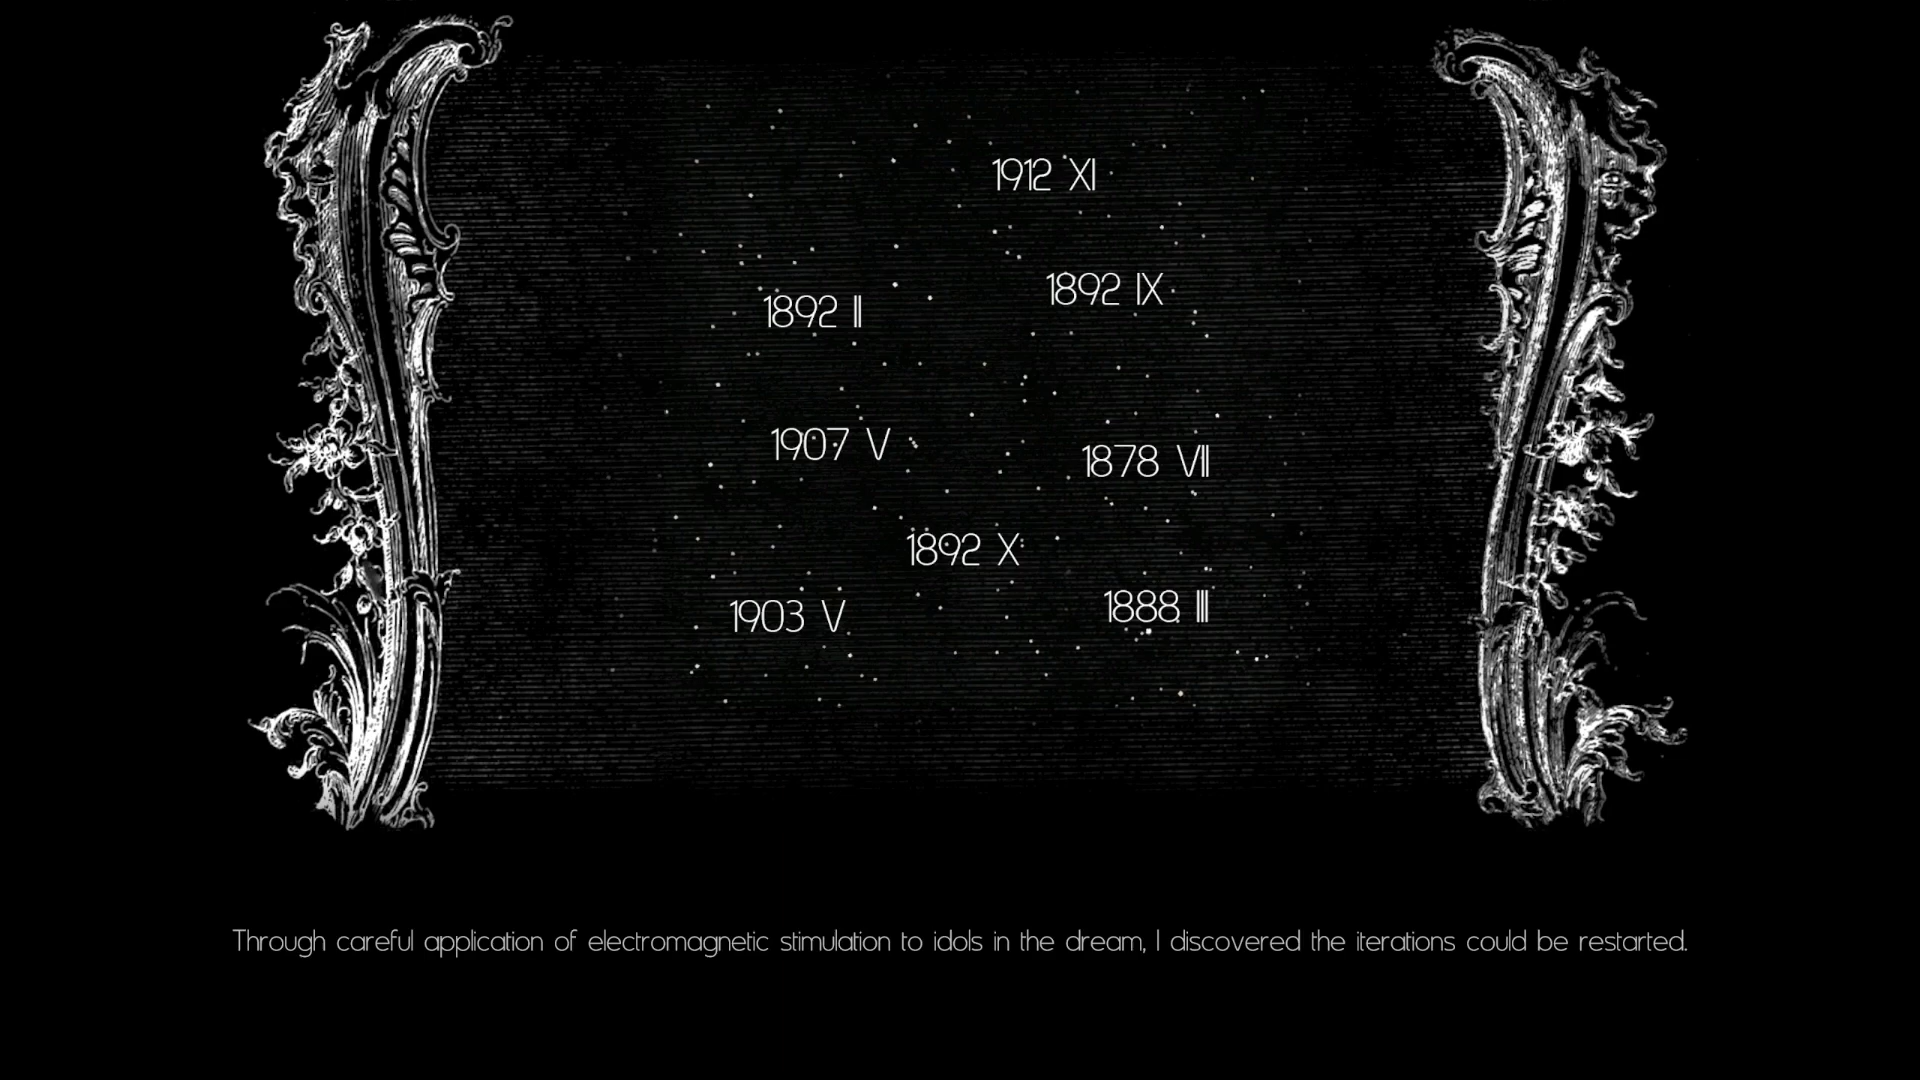 1912 XI
1892 IX
1892 II
1907 V
1878 VII
1892 X
1903 V
1888 III
Through careful application of electromagnetic stimulation to idols in the dream, I discovered the iterations could be restarted.